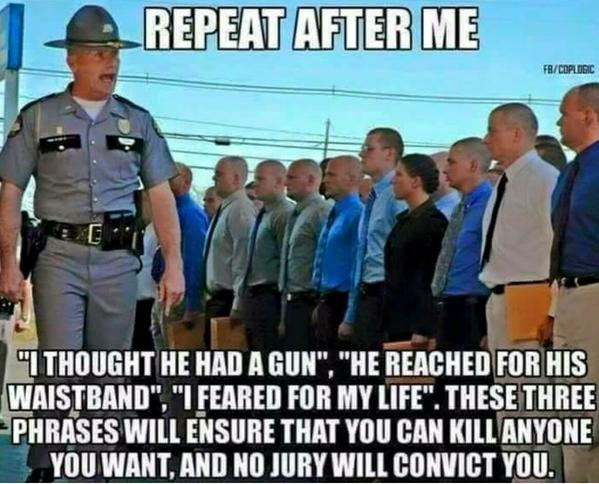 REPEAT AFTER ME
FB/COPLOGIC
"I THOUGHT HE HAD A GUN", "HE REACHED FOR HIS
WAISTBAND", "I FEARED FOR MY LIFE". THESE THREE
PHRASES WILL ENSURE THAT YOU CAN KILL ANYONE
YOU WANT, AND NO JURY WILL CONVICT YOU.